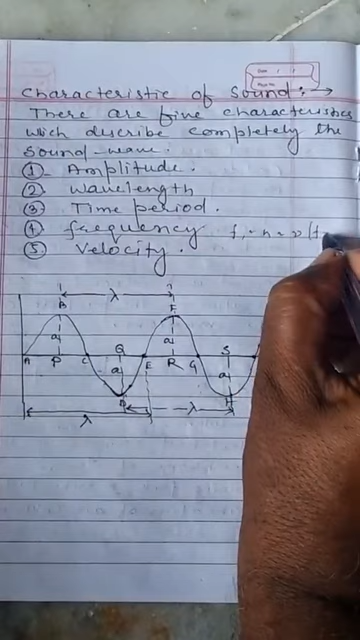 Characteristic of Sound :- →
There are five characteristics
wich describe completely the
Sound-wave.
① Amplitude.
② Wavelength
③ Time period.
④ frequency
⑤ Velocity.
λ
B F
a a
A P C Q E R G S
a a
D H
λ
λ